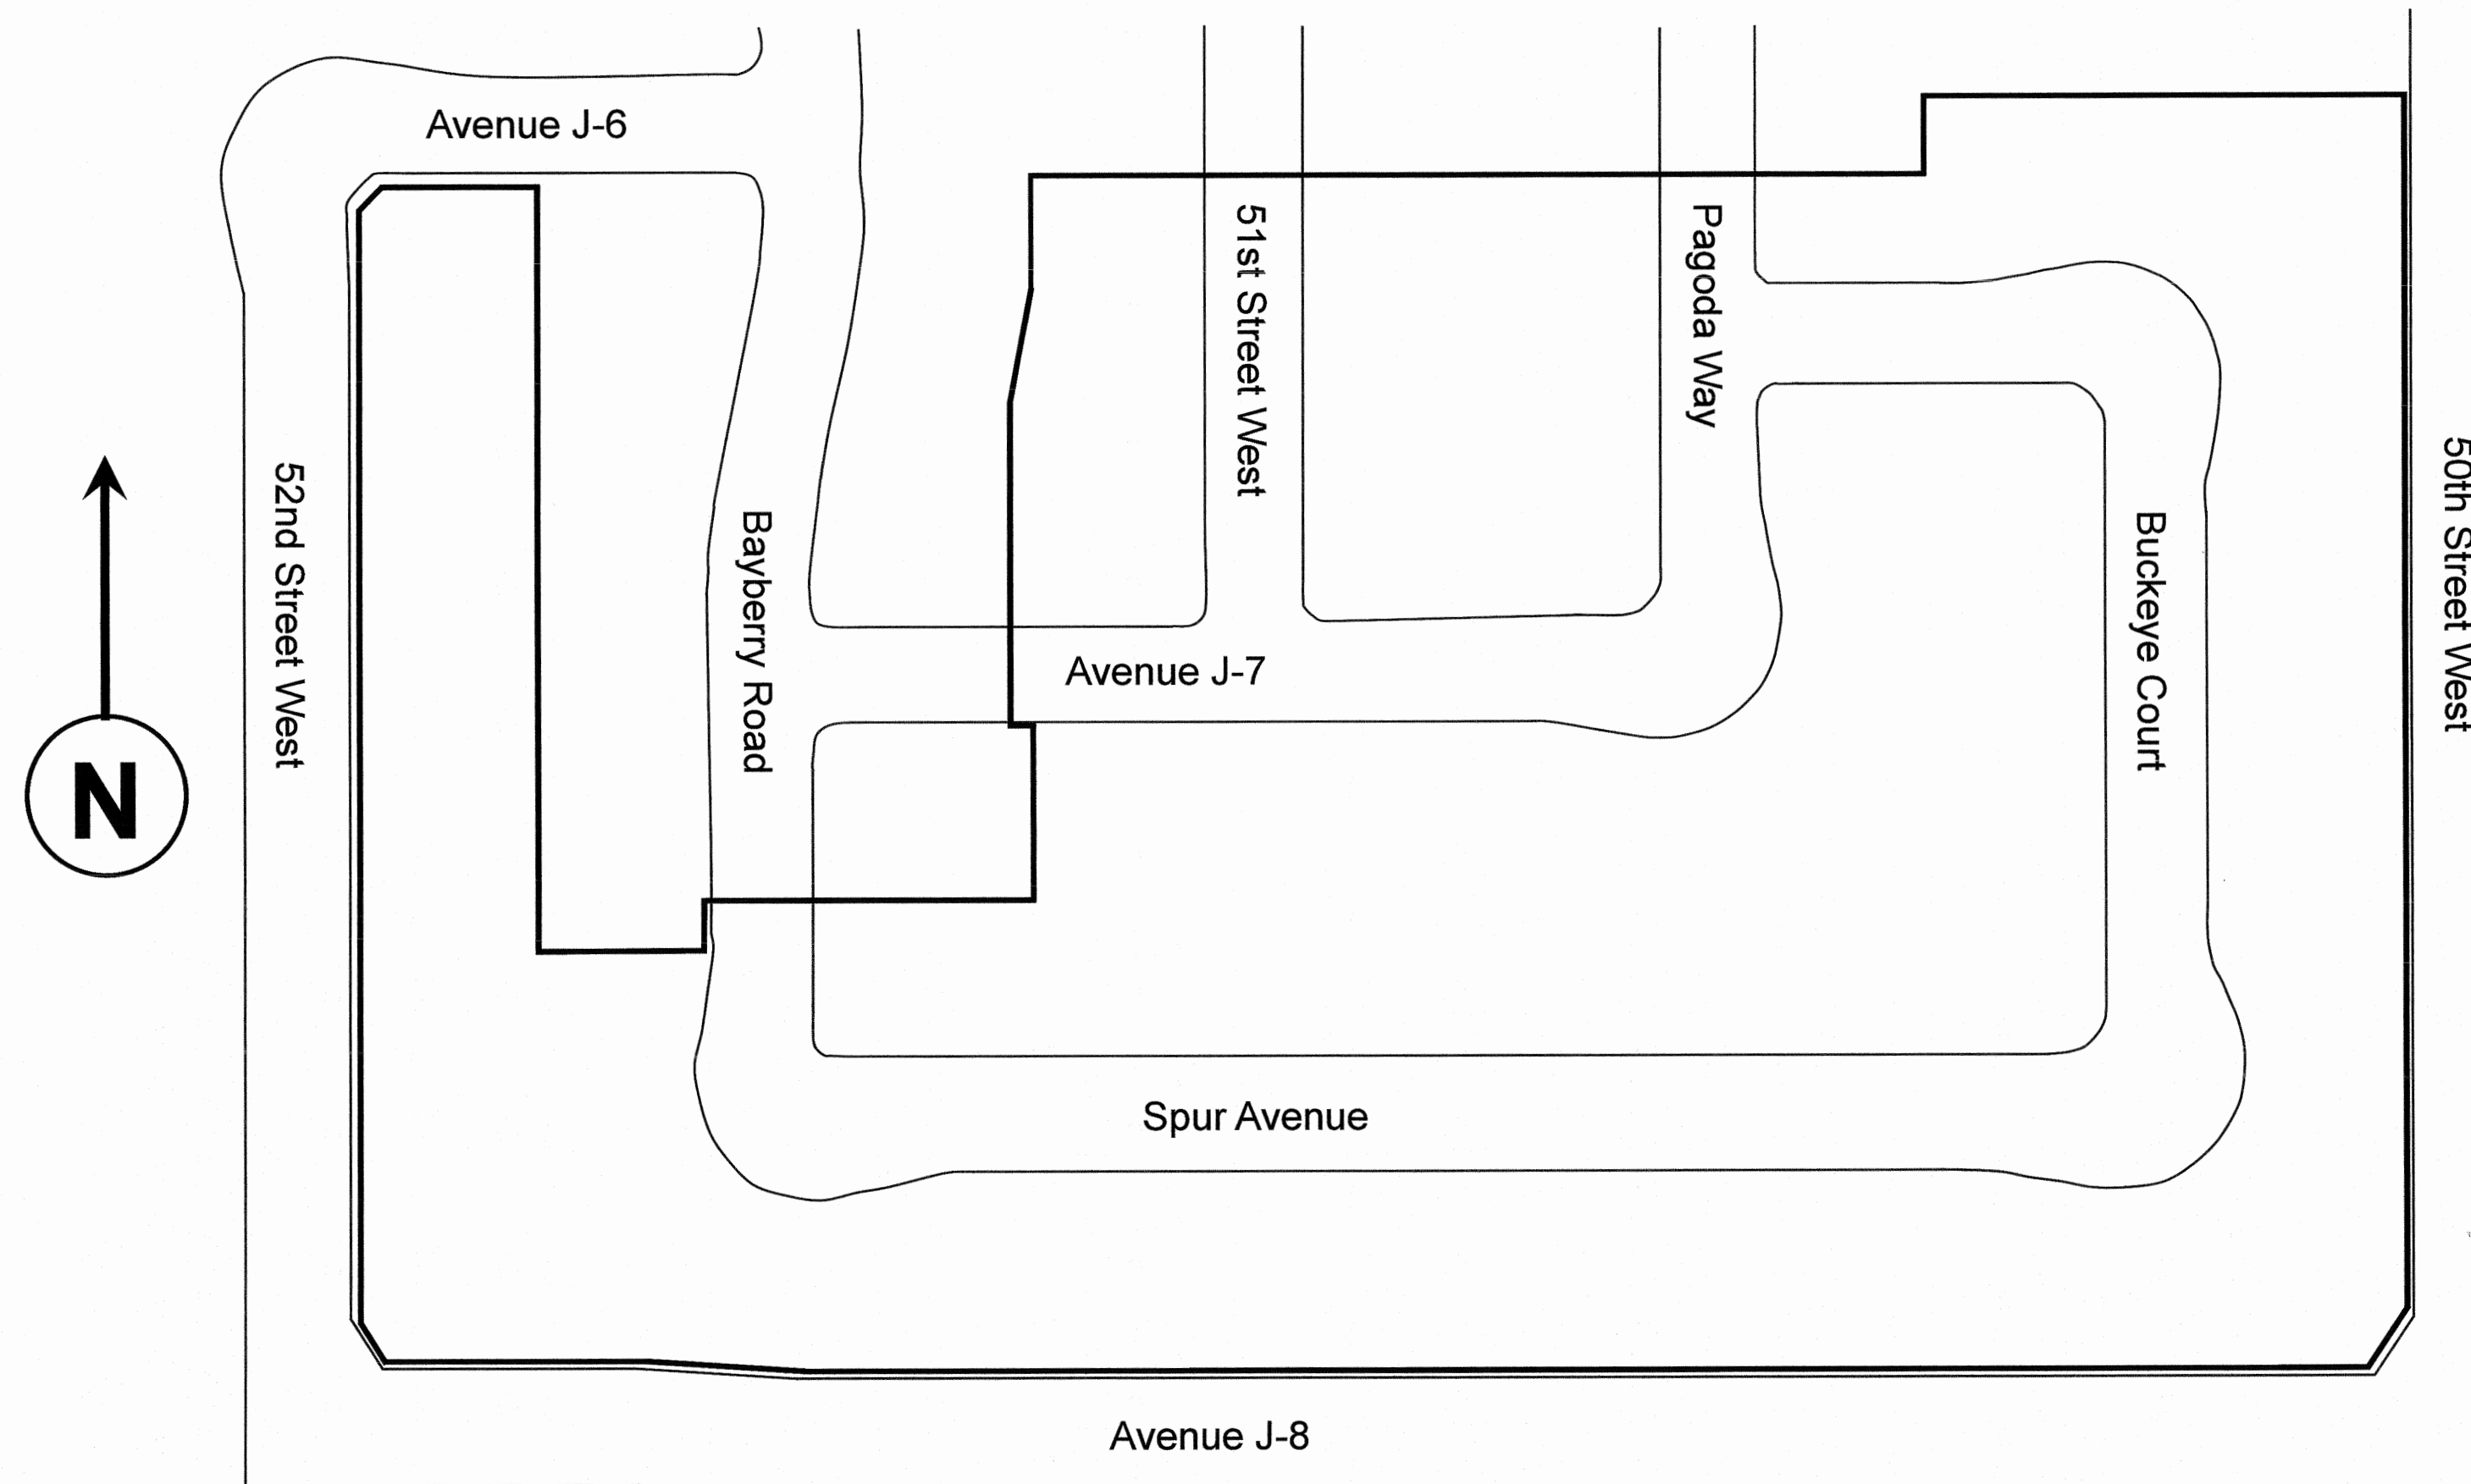 Avenue J-6
51st Street West
Pagoda Way
52nd Street West
Bayberry Road
Buckeye Court
50th Street West
Avenue J-7
N
Spur Avenue
Avenue J-8